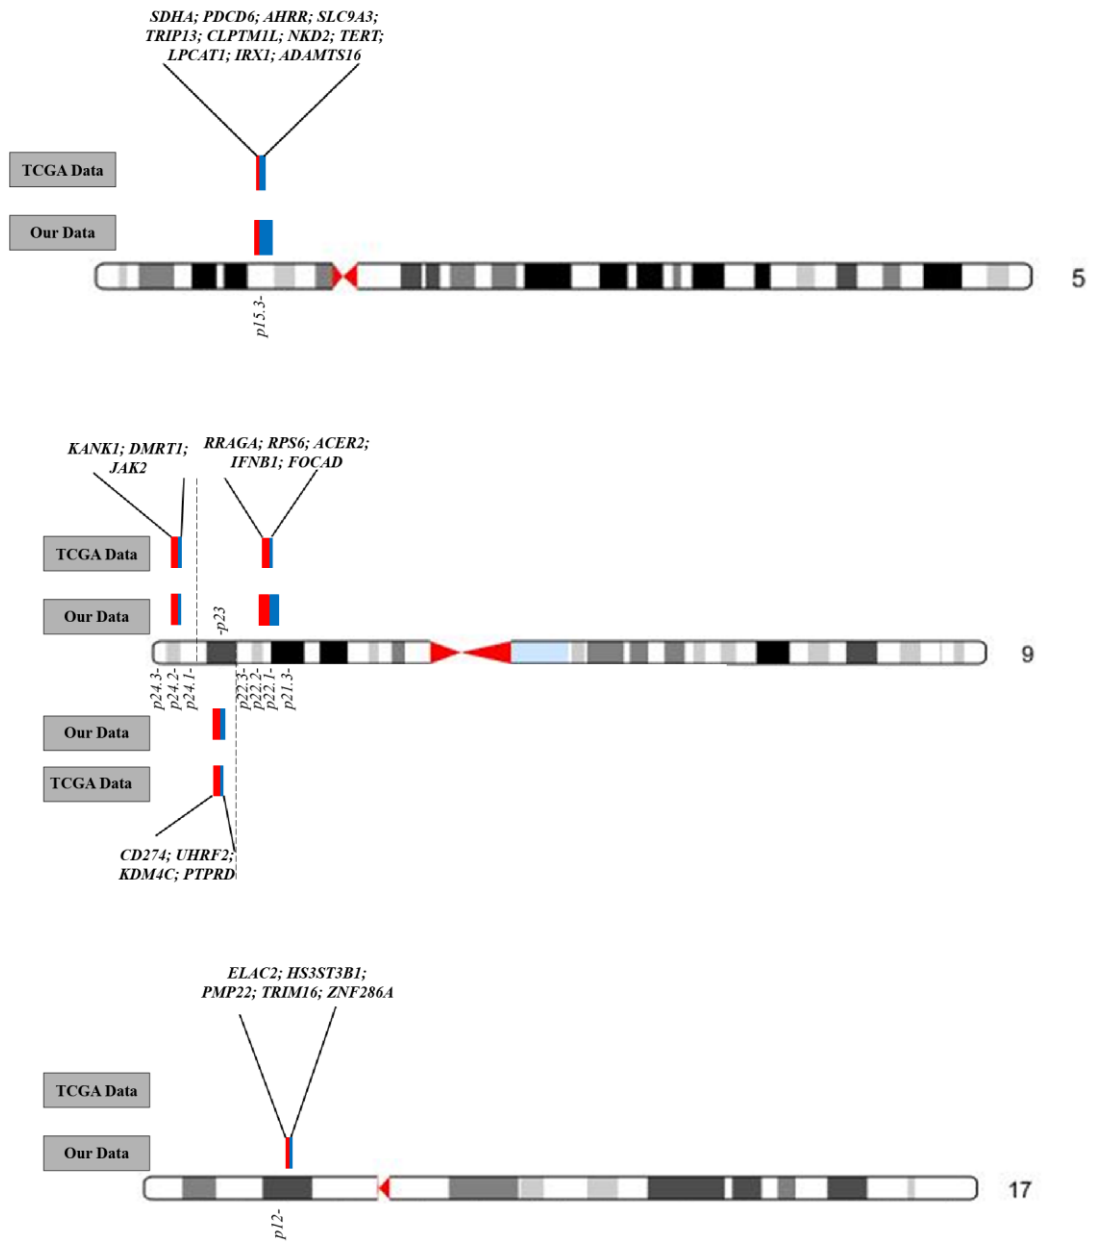 SDHA; PDCD6; AHRR; SLC9A3;
TRIP13; CLPTM1L; NKD2; TERT;
LPCAT1; IRX1; ADAMTS16
TCGA Data
Our Data
5
p15.3-
KANK1; DMRT1;
JAK2
RRAGA; RPS6; ACER2;
IFNB1; FOCAD
TCGA Data
Our Data
-p23
9
p24.3-
p24.2-
p24.1-
p22.3-
p22.2-
p22.1-
p21.3-
Our Data
TCGA Data
CD274; UHRF2;
KDM4C; PTPRD
ELAC2; HS3ST3B1;
PMP22; TRIM16; ZNF286A
TCGA Data
Our Data
17
p12-